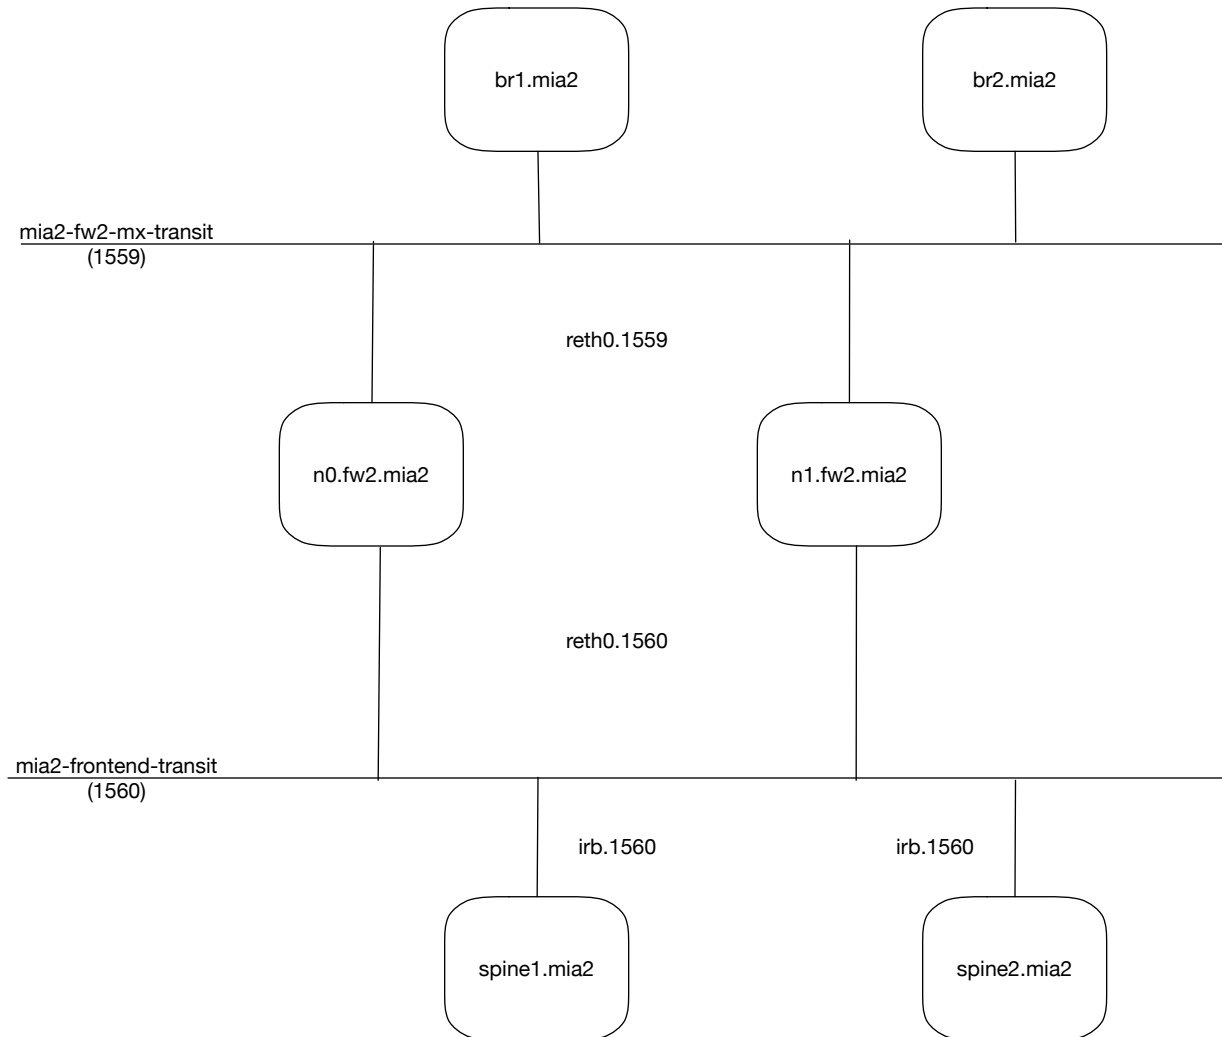 br1.mia2
br2.mia2
mia2-fw2-mx-transit
(1559)
reth0.1559
n0.fw2.mia2
n1.fw2.mia2
reth0.1560
mia2-frontend-transit
(1560)
irb.1560
irb.1560
spine1.mia2
spine2.mia2